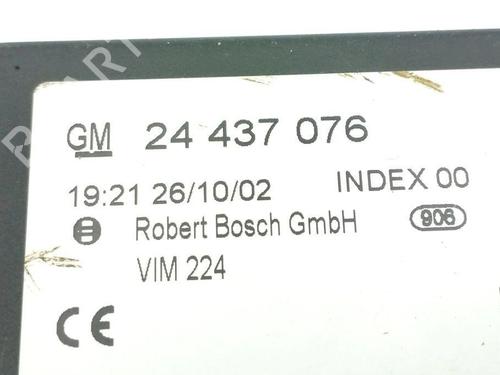 GM 24 437 076
19:21 26/10/02 INDEX 00
Robert Bosch GmbH 906
VIM 224
CE